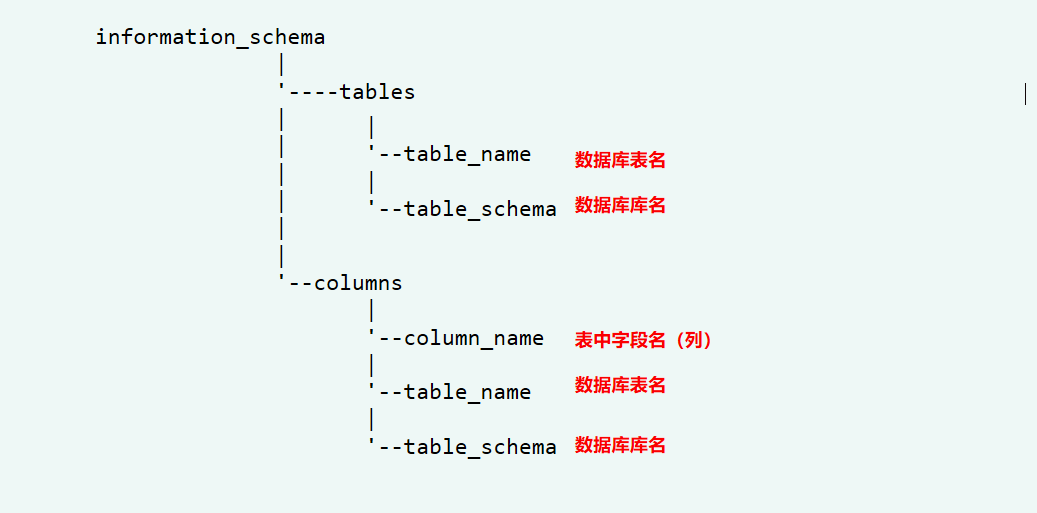 information_schema
|
'----tables
| |
| '--table_name 数据库表名
| |
| '--table_schema 数据库库名
|
|
'--columns
|
'--column_name 表中字段名（列）
|
'--table_name 数据库表名
|
'--table_schema 数据库库名